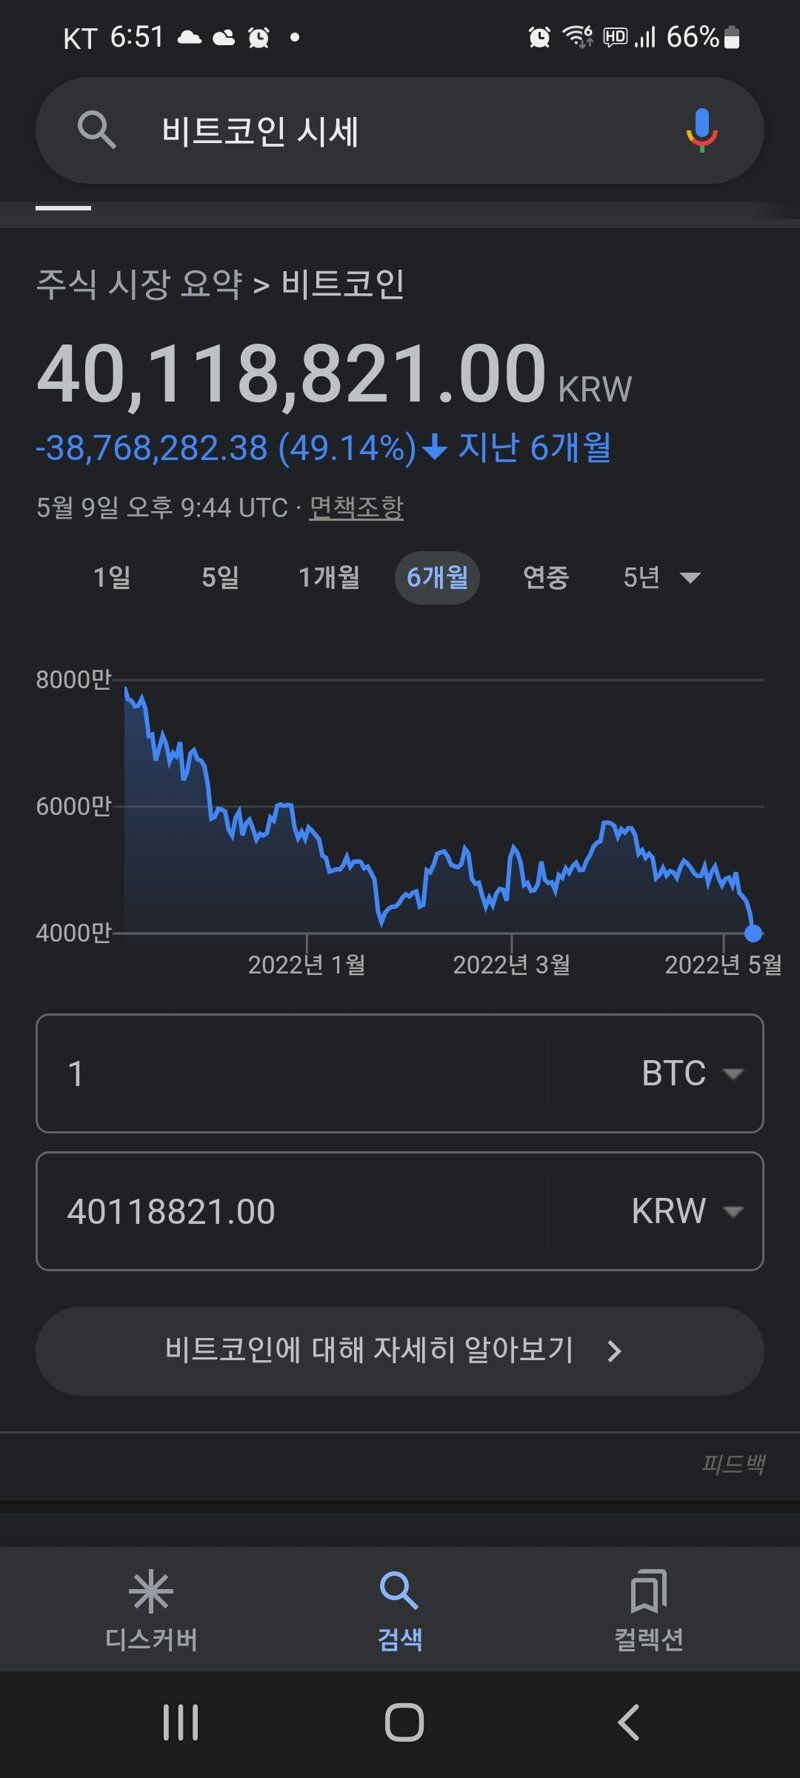 KT 6:51 66%
비트코인 시세
주식 시장 요약 > 비트코인
40,118,821.00 KRW
-38,768,282.38 (49.14%) 지난 6개월
5월 9일 오후 9:44 UTC · 면책조항
1일 5일 1개월 6개월 연중 5년
8000만
6000만
4000만
2022년 1월 2022년 3월 2022년 5월
1 BTC
40118821.00 KRW
비트코인에 대해 자세히 알아보기
피드백
디스커버 검색 컬렉션